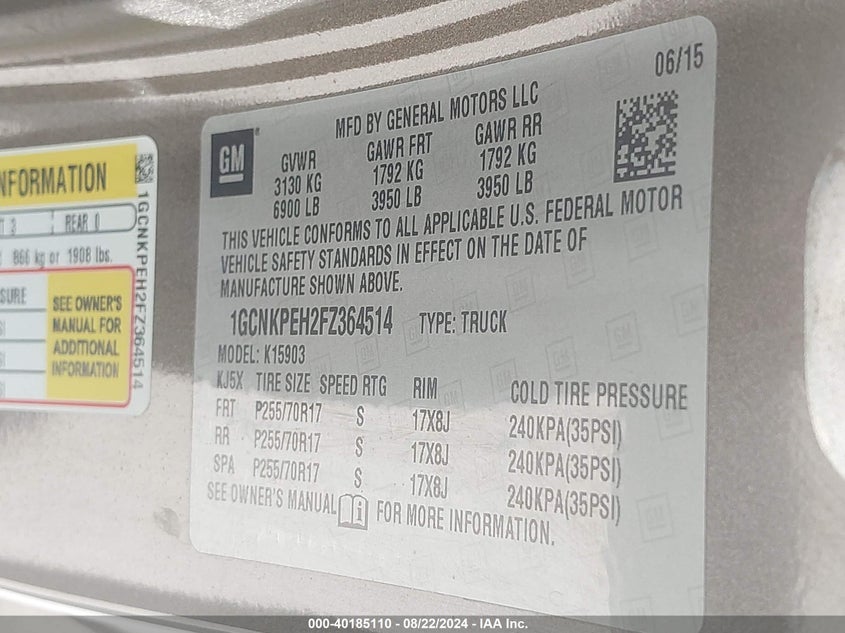 NFORMATION
3 REAR 0
866 kg or 1908 lbs.
SURE
SEE OWNER'S
MANUAL FOR
ADDITIONAL
INFORMATION
1GCNKPEH2FZ364514
06/15
GM
MFD BY GENERAL MOTORS LLC
GVWR GAWR FRT GAWR RR
3130 KG 1792 KG 1792 KG
6900 LB 3950 LB 3950 LB
THIS VEHICLE CONFORMS TO ALL APPLICABLE U.S. FEDERAL MOTOR
VEHICLE SAFETY STANDARDS IN EFFECT ON THE DATE OF
MANUFACTURE SHOWN ABOVE.
1GCNKPEH2FZ364514 TYPE: TRUCK
MODEL: K15903
KJ5X TIRE SIZE SPEED RTG RIM COLD TIRE PRESSURE
FRT P255/70R17 S 17X8J 240KPA(35PSI)
RR P255/70R17 S 17X8J 240KPA(35PSI)
SPA P255/70R17 S 17X8J 240KPA(35PSI)
SEE OWNER'S MANUAL FOR MORE INFORMATION.
000-40185110 - 08/22/2024 - IAA Inc.